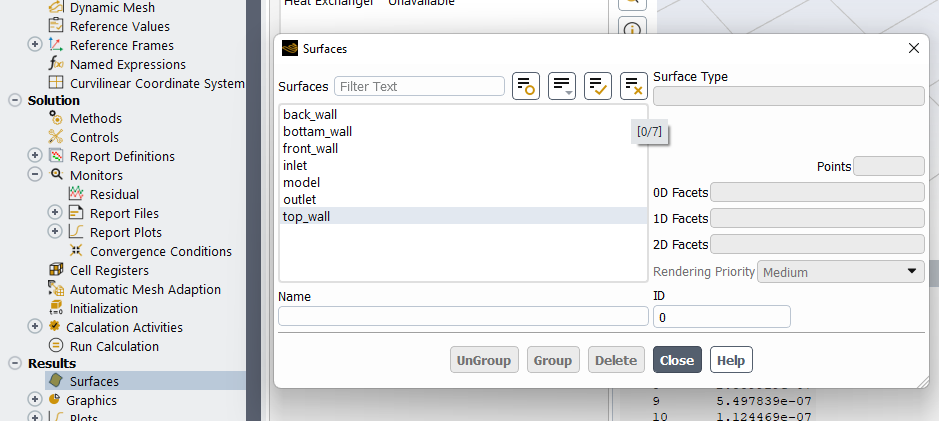 Dynamic Mesh
Reference Values
Reference Frames
Named Expressions
Curvilinear Coordinate System
Solution
Methods
Controls
Report Definitions
Monitors
Residual
Report Files
Report Plots
Convergence Conditions
Cell Registers
Automatic Mesh Adaption
Initialization
Calculation Activities
Run Calculation
Results
Surfaces
Graphics
Plots
Heat Exchanger Unavailable
Surfaces
Surfaces Filter Text
back_wall
bottam_wall
front_wall
inlet
model
outlet
top_wall
[0/7]
Name
Surface Type
Points
0D Facets
1D Facets
2D Facets
Rendering Priority Medium
ID
0
UnGroup Group Delete Close Help
9 5.497839e-07
10 1.124469e-07